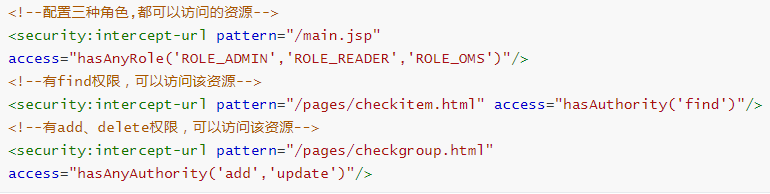 <!--配置三种角色,都可以访问的资源-->
<security:intercept-url pattern="/main.jsp"
access="hasAnyRole('ROLE_ADMIN','ROLE_READER','ROLE_OMS')"/>
<!--有find权限，可以访问该资源-->
<security:intercept-url pattern="/pages/checkitem.html" access="hasAuthority('find')"/>
<!--有add、delete权限，可以访问该资源-->
<security:intercept-url pattern="/pages/checkgroup.html"
access="hasAnyAuthority('add','update')"/>